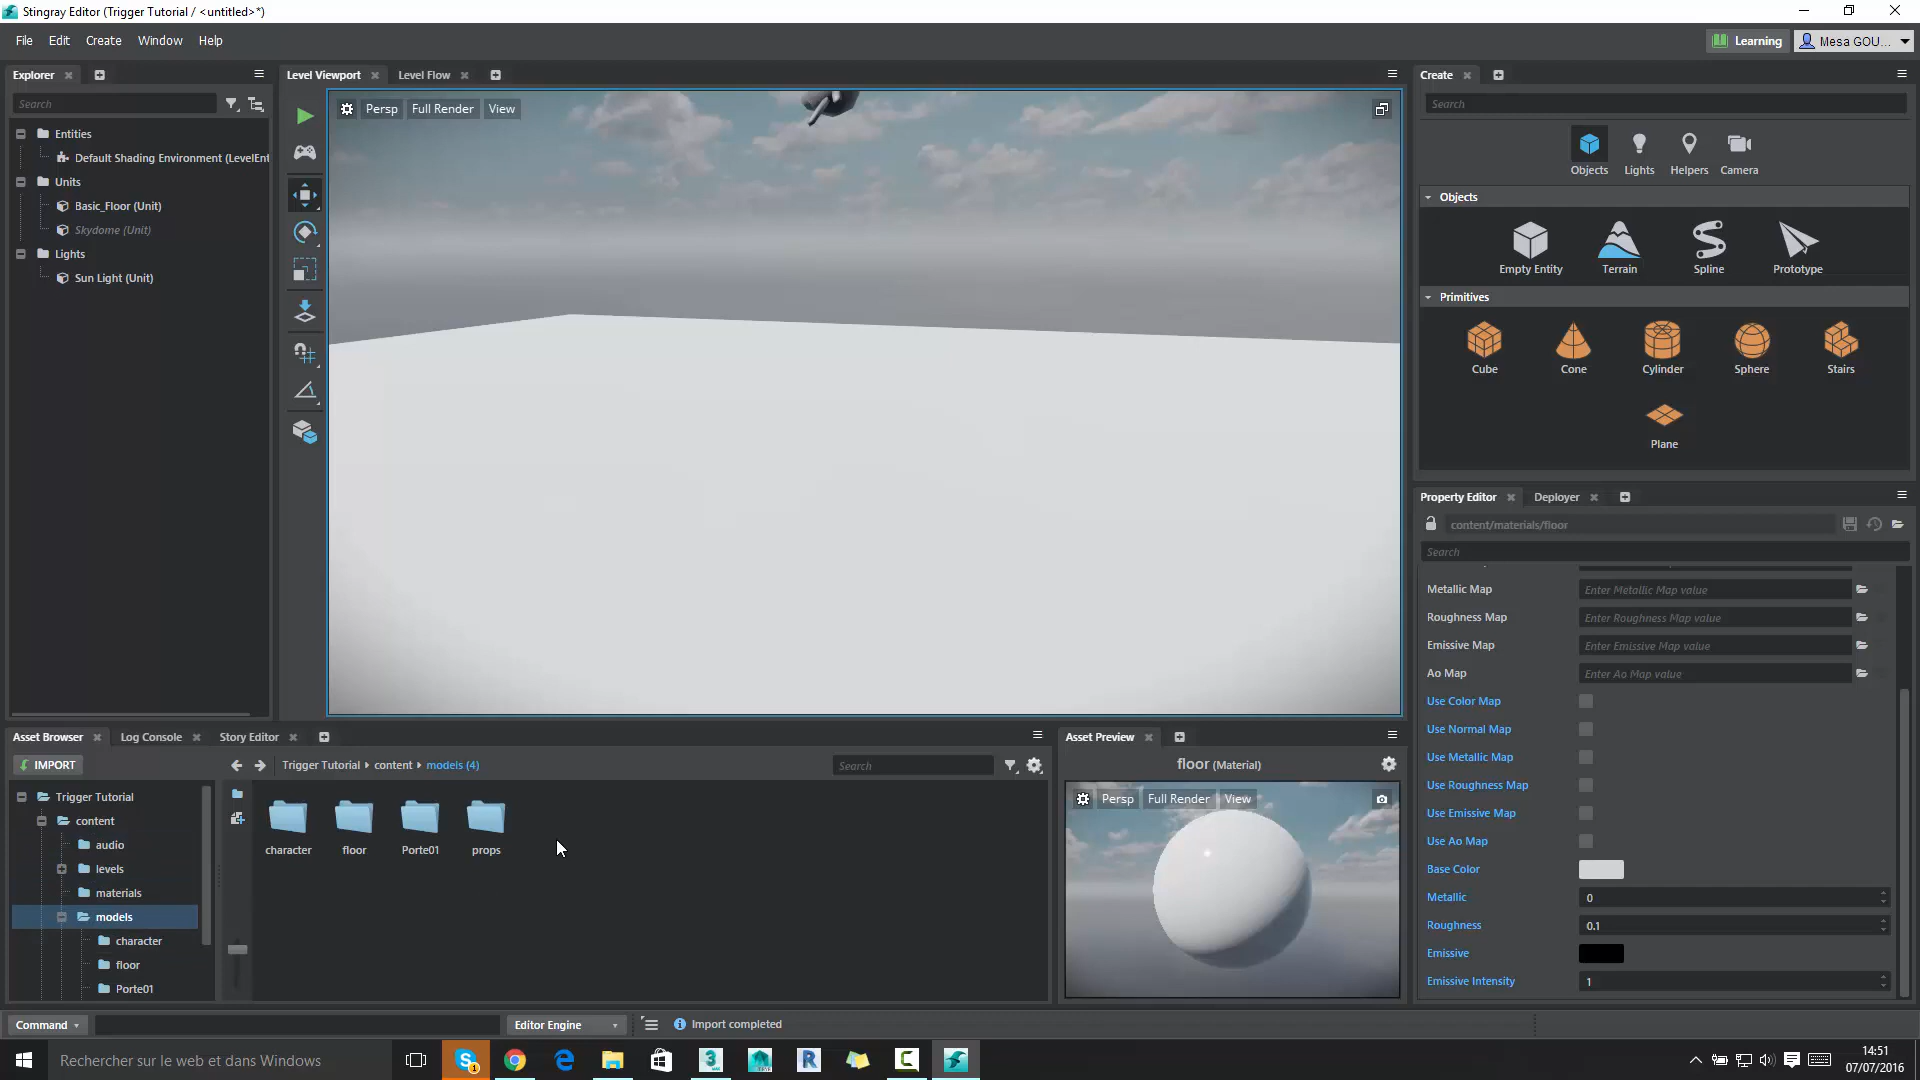 Stingray Editor (Trigger Tutorial / <untitled>*)
File Edit Create Window Help
Learning Mesa GOU...
Explorer
Level Viewport Level Flow
Create
Search
Persp Full Render View
Search
Entities
Default Shading Environment (LevelEnt
Units
Basic_Floor (Unit)
Skydome (Unit)
Lights
Sun Light (Unit)
Objects Lights Helpers Camera
Objects
Empty Entity Terrain Spline Prototype
Primitives
Cube Cone Cylinder Sphere Stairs
Plane
Property Editor Deployer
content/materials/floor
Search
Metallic Map Enter Metallic Map value
Roughness Map Enter Roughness Map value
Emissive Map Enter Emissive Map value
Ao Map Enter Ao Map value
Use Color Map
Use Normal Map
Use Metallic Map
Use Roughness Map
Use Emissive Map
Use Ao Map
Base Color
Metallic 0
Roughness 0.1
Emissive
Emissive Intensity 1
Asset Browser Log Console Story Editor
IMPORT
Trigger Tutorial content models (4)
Search
Trigger Tutorial
content
audio
levels
materials
models
character
floor
Porte01
character floor Porte01 props
Asset Preview
floor (Material)
Persp Full Render View
Command Editor Engine Import completed
Rechercher sur le web et dans Windows
14:51
07/07/2016